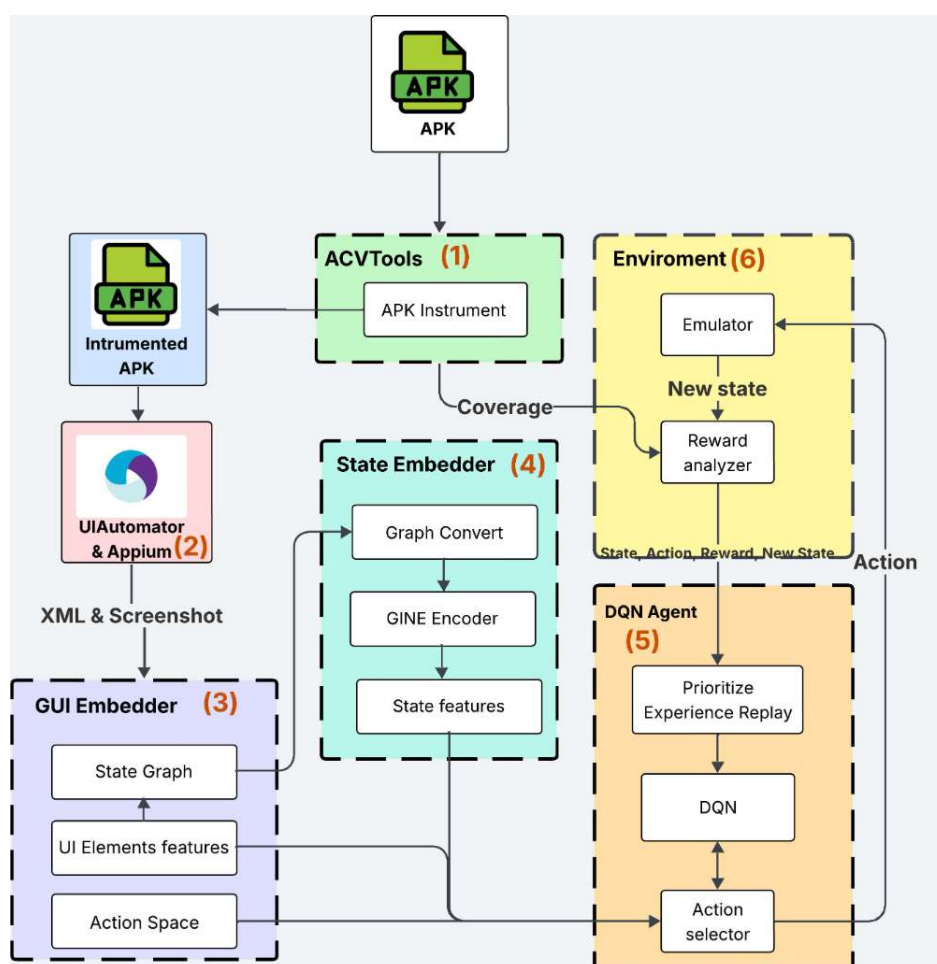 APK
APK
ACVTools (1)
APK Instrument
APK
Intrumented
APK
Enviroment (6)
Emulator
New state
Reward
analyzer
Coverage
UIAutomator
& Appium (2)
State Embedder (4)
Graph Convert
GINE Encoder
State features
State, Action, Reward, New State
Action
XML & Screenshot
GUI Embedder (3)
State Graph
UI Elements features
Action Space
DQN Agent
(5)
Prioritize
Experience Replay
DQN
Action
selector